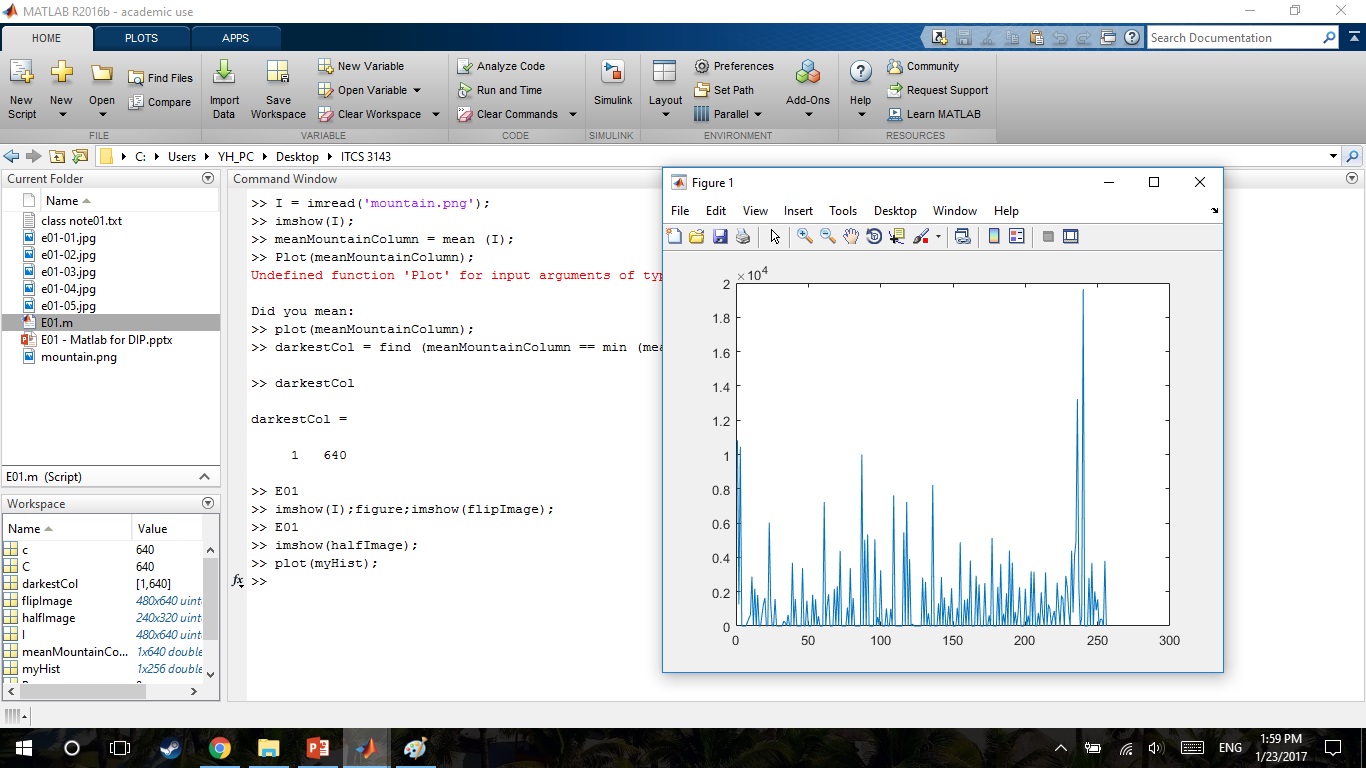 MATLAB R2016b - academic use
HOME PLOTS APPS
Search Documentation
New Script
New
Open
Find Files
Compare
Import Data
Save Workspace
New Variable
Open Variable
Clear Workspace
Analyze Code
Run and Time
Clear Commands
Simulink
Layout
Preferences
Set Path
Parallel
Add-Ons
Help
Community
Request Support
Learn MATLAB
FILE VARIABLE CODE SIMULINK ENVIRONMENT RESOURCES
C: Users YH_PC Desktop ITCS 3143
Current Folder
Name
class note01.txt
e01-01.jpg
e01-02.jpg
e01-03.jpg
e01-04.jpg
e01-05.jpg
E01.m
E01 - Matlab for DIP.pptx
mountain.png
E01.m (Script)
Workspace
Name Value
c 640
C 640
darkestCol [1,640]
flipImage 480x640 uint
halfImage 240x320 uint
I 480x640 uint
meanMountainCo... 1x640 double
myHist 1x256 double
Command Window
>> I = imread('mountain.png');
>> imshow(I);
>> meanMountainColumn = mean (I);
>> Plot(meanMountainColumn);
Undefined function 'Plot' for input arguments of typ
Did you mean:
>> plot(meanMountainColumn);
>> darkestCol = find (meanMountainColumn == min (mea
>> darkestCol
darkestCol =
1 640
>> E01
>> imshow(I);figure;imshow(flipImage);
>> E01
>> imshow(halfImage);
>> plot(myHist);
fx >>
Figure 1
File Edit View Insert Tools Desktop Window Help
×10^4
2
1.8
1.6
1.4
1.2
1
0.8
0.6
0.4
0.2
0
0 50 100 150 200 250 300
ENG
1:59 PM
1/23/2017